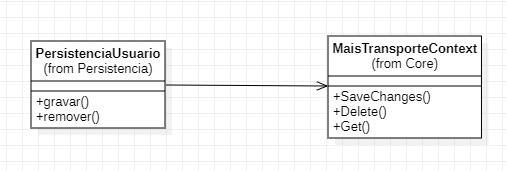 PersistenciaUsuario
(from Persistencia)
+gravar()
+remover()
MaisTransporteContext
(from Core)
+SaveChanges()
+Delete()
+Get()